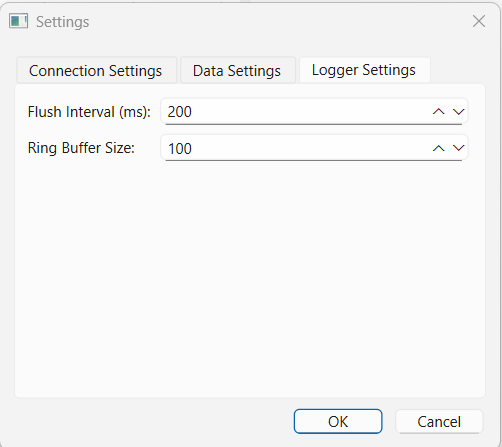 Settings
Connection Settings Data Settings Logger Settings
Flush Interval (ms): 200
Ring Buffer Size: 100
OK Cancel